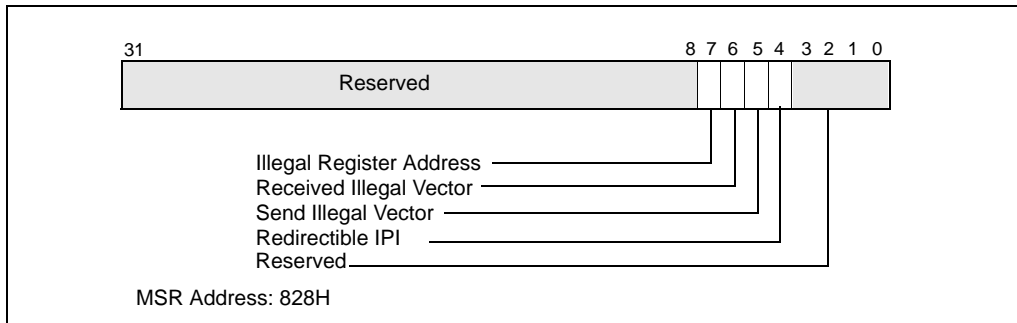 31 8 7 6 5 4 3 2 1 0
Reserved
Illegal Register Address
Received Illegal Vector
Send Illegal Vector
Redirectible IPI
Reserved
MSR Address: 828H